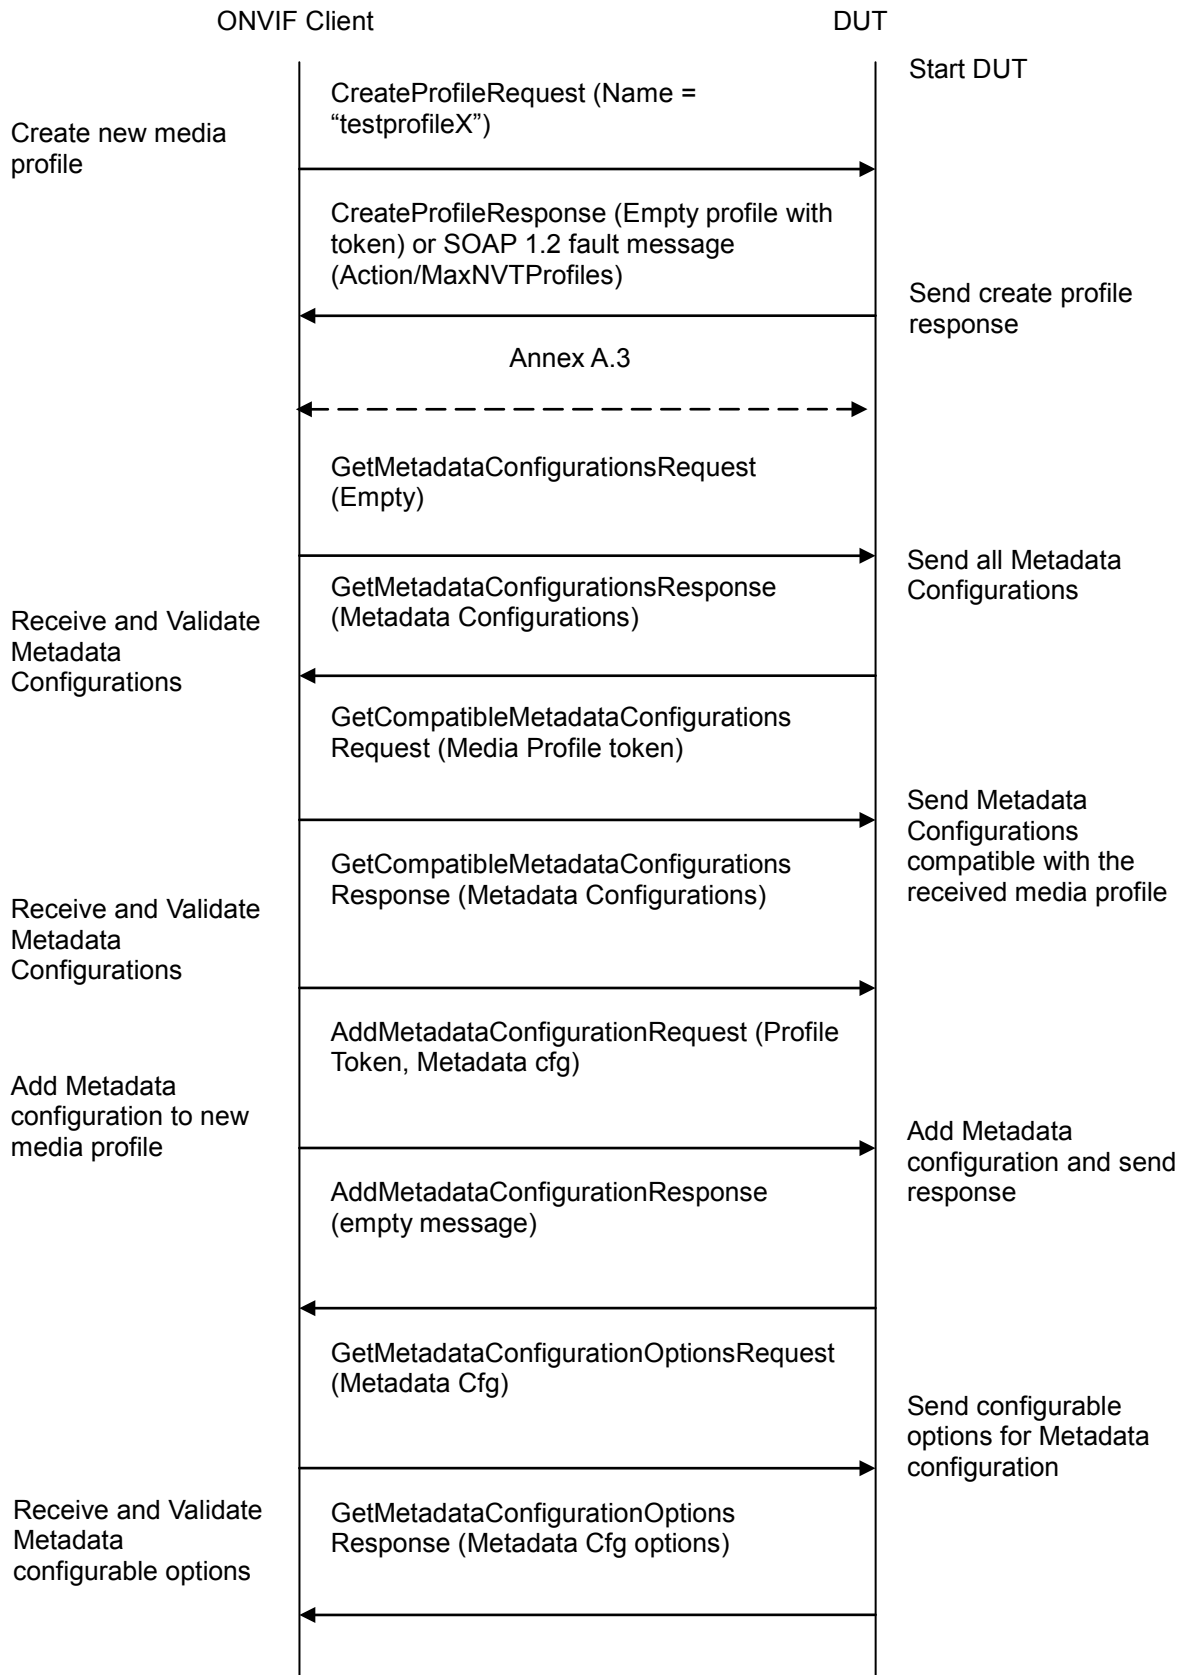 ONVIF Client
DUT
Start DUT
CreateProfileRequest (Name =
“testprofileX”)
Create new media
profile
CreateProfileResponse (Empty profile with
token) or SOAP 1.2 fault message
(Action/MaxNVTProfiles)
Send create profile
response
Annex A.3
GetMetadataConfigurationsRequest
(Empty)
Send all Metadata
Configurations
GetMetadataConfigurationsResponse
(Metadata Configurations)
Receive and Validate
Metadata
Configurations
GetCompatibleMetadataConfigurations
Request (Media Profile token)
Send Metadata
Configurations
compatible with the
received media profile
GetCompatibleMetadataConfigurations
Response (Metadata Configurations)
Receive and Validate
Metadata
Configurations
AddMetadataConfigurationRequest (Profile
Token, Metadata cfg)
Add Metadata
configuration to new
media profile
Add Metadata
configuration and send
response
AddMetadataConfigurationResponse
(empty message)
GetMetadataConfigurationOptionsRequest
(Metadata Cfg)
Send configurable
options for Metadata
configuration
Receive and Validate
Metadata
configurable options
GetMetadataConfigurationOptions
Response (Metadata Cfg options)